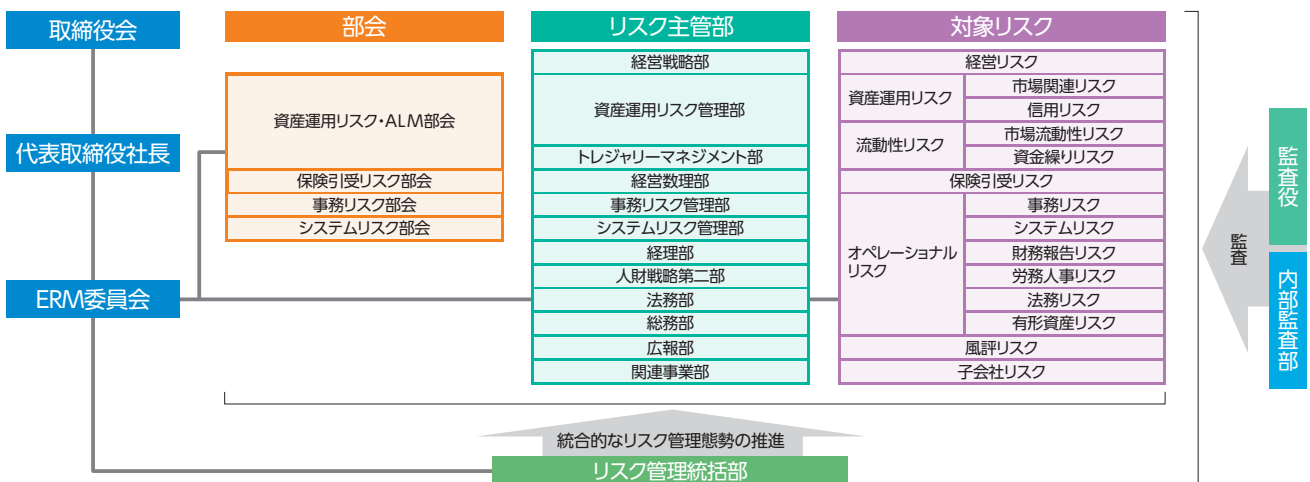 取締役会
代表取締役社長
ERM委員会
部会
資産運用リスク・ALM部会
保険引受リスク部会
事務リスク部会
システムリスク部会
リスク主管部
経営戦略部
資産運用リスク管理部
トレジャリーマネジメント部
経営数理部
事務リスク管理部
システムリスク管理部
経理部
人財戦略第二部
法務部
総務部
広報部
関連事業部
対象リスク
経営リスク
資産運用リスク
市場関連リスク
信用リスク
流動性リスク
市場流動性リスク
資金繰りリスク
保険引受リスク
オペレーショナル
リスク
事務リスク
システムリスク
財務報告リスク
労務人事リスク
法務リスク
有形資産リスク
風評リスク
子会社リスク
監査
監査役
内部監査部
統合的なリスク管理態勢の推進
リスク管理統括部